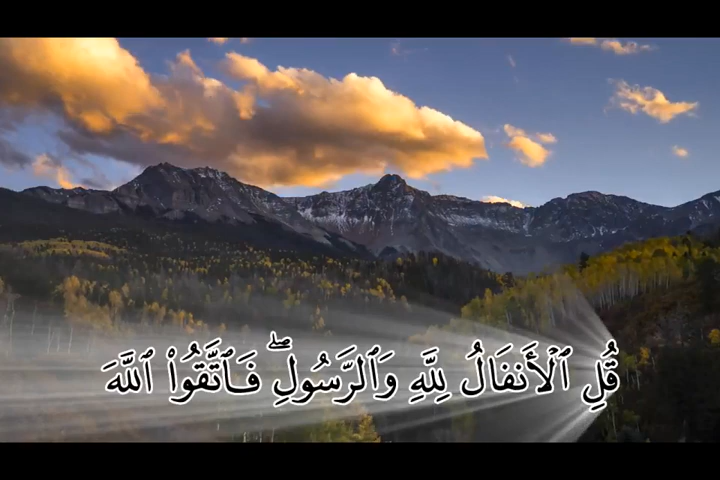 قُلِ ٱلْأَنفَالُ لِلَّهِ وَٱلرَّسُولِۖ فَٱتَّقُوا۟ ٱللَّهَ